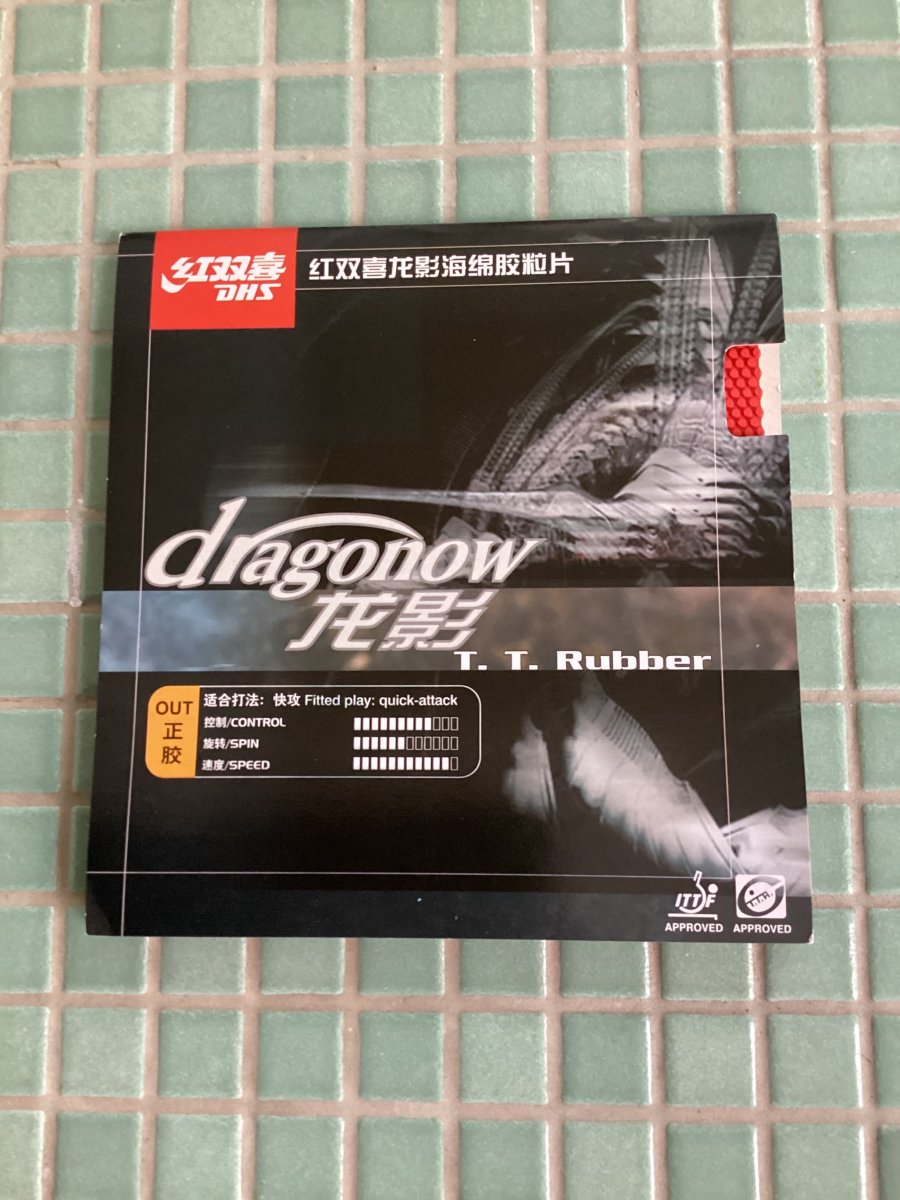 红双喜
DHS
红双喜龙影海绵胶粒片
dragonow
龙影
T. T. Rubber
OUT
正
胶
适合打法：快攻 Fitted play: quick-attack
控制/CONTROL
旋转/SPIN
速度/SPEED
ITTF
APPROVED
APPROVED